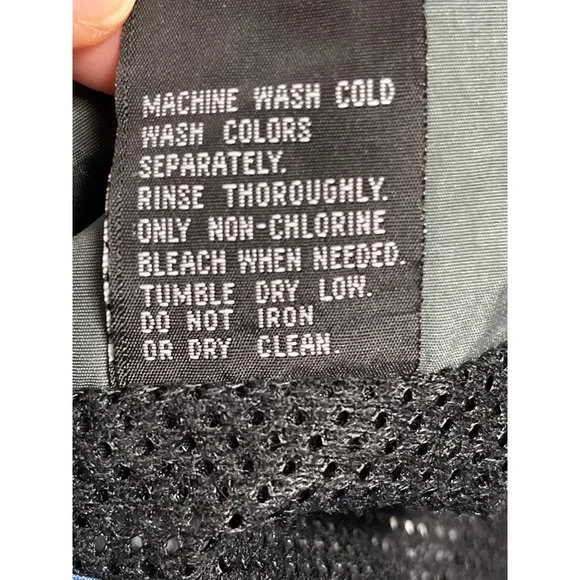 MACHINE WASH COLD
WASH COLORS
SEPARATELY.
RINSE THOROUGHLY.
ONLY NON-CHLORINE
BLEACH WHEN NEEDED.
TUMBLE DRY LOW.
DO NOT IRON
OR DRY CLEAN.